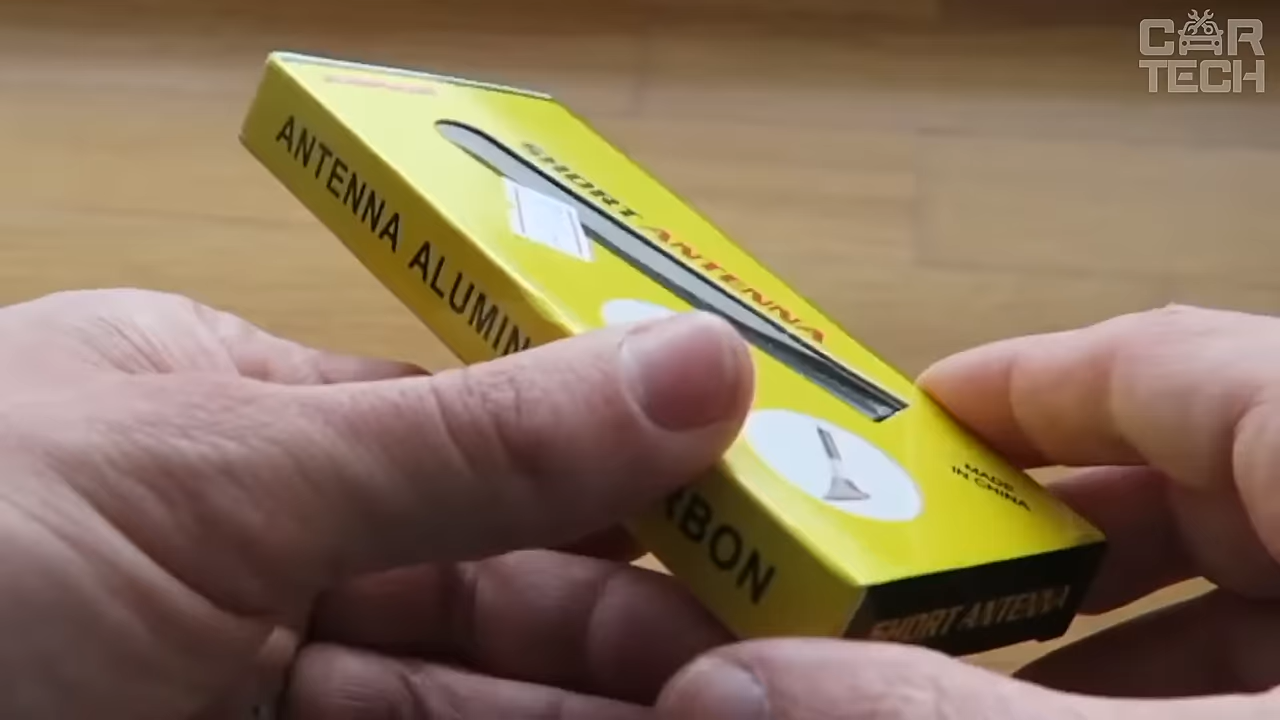 CAR
TECH
SHORT ANTENNA
ANTENNA ALUMIN
RBON
MADE
IN CHINA
SHORT ANTENNA